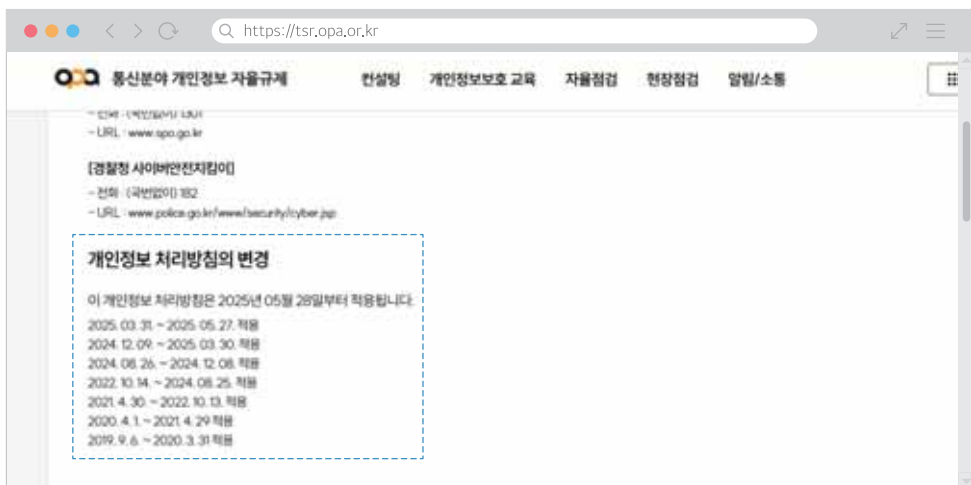 https://tsr.opa.or.kr
opa 통신분야 개인정보 자율규제 컨설팅 개인정보보호 교육 자율점검 현장점검 알림/소통
- 전화 : (국번없이) 1301
- URL : www.spo.go.kr
[경찰청 사이버안전지킴이]
- 전화 : (국번없이) 182
- URL : www.police.go.kr/www/security/cyber.jsp
개인정보 처리방침의 변경
이 개인정보 처리방침은 2025년 05월 28일부터 적용됩니다.
2025. 03. 31. ~ 2025. 05. 27. 적용
2024. 12. 09. ~ 2025. 03. 30. 적용
2024. 08. 26. ~ 2024. 12. 08. 적용
2022. 10. 14. ~ 2024. 08. 25. 적용
2021. 4. 30. ~ 2022. 10. 13. 적용
2020. 4. 1. ~ 2021. 4. 29 적용
2019. 9. 6. ~ 2020. 3. 31 적용